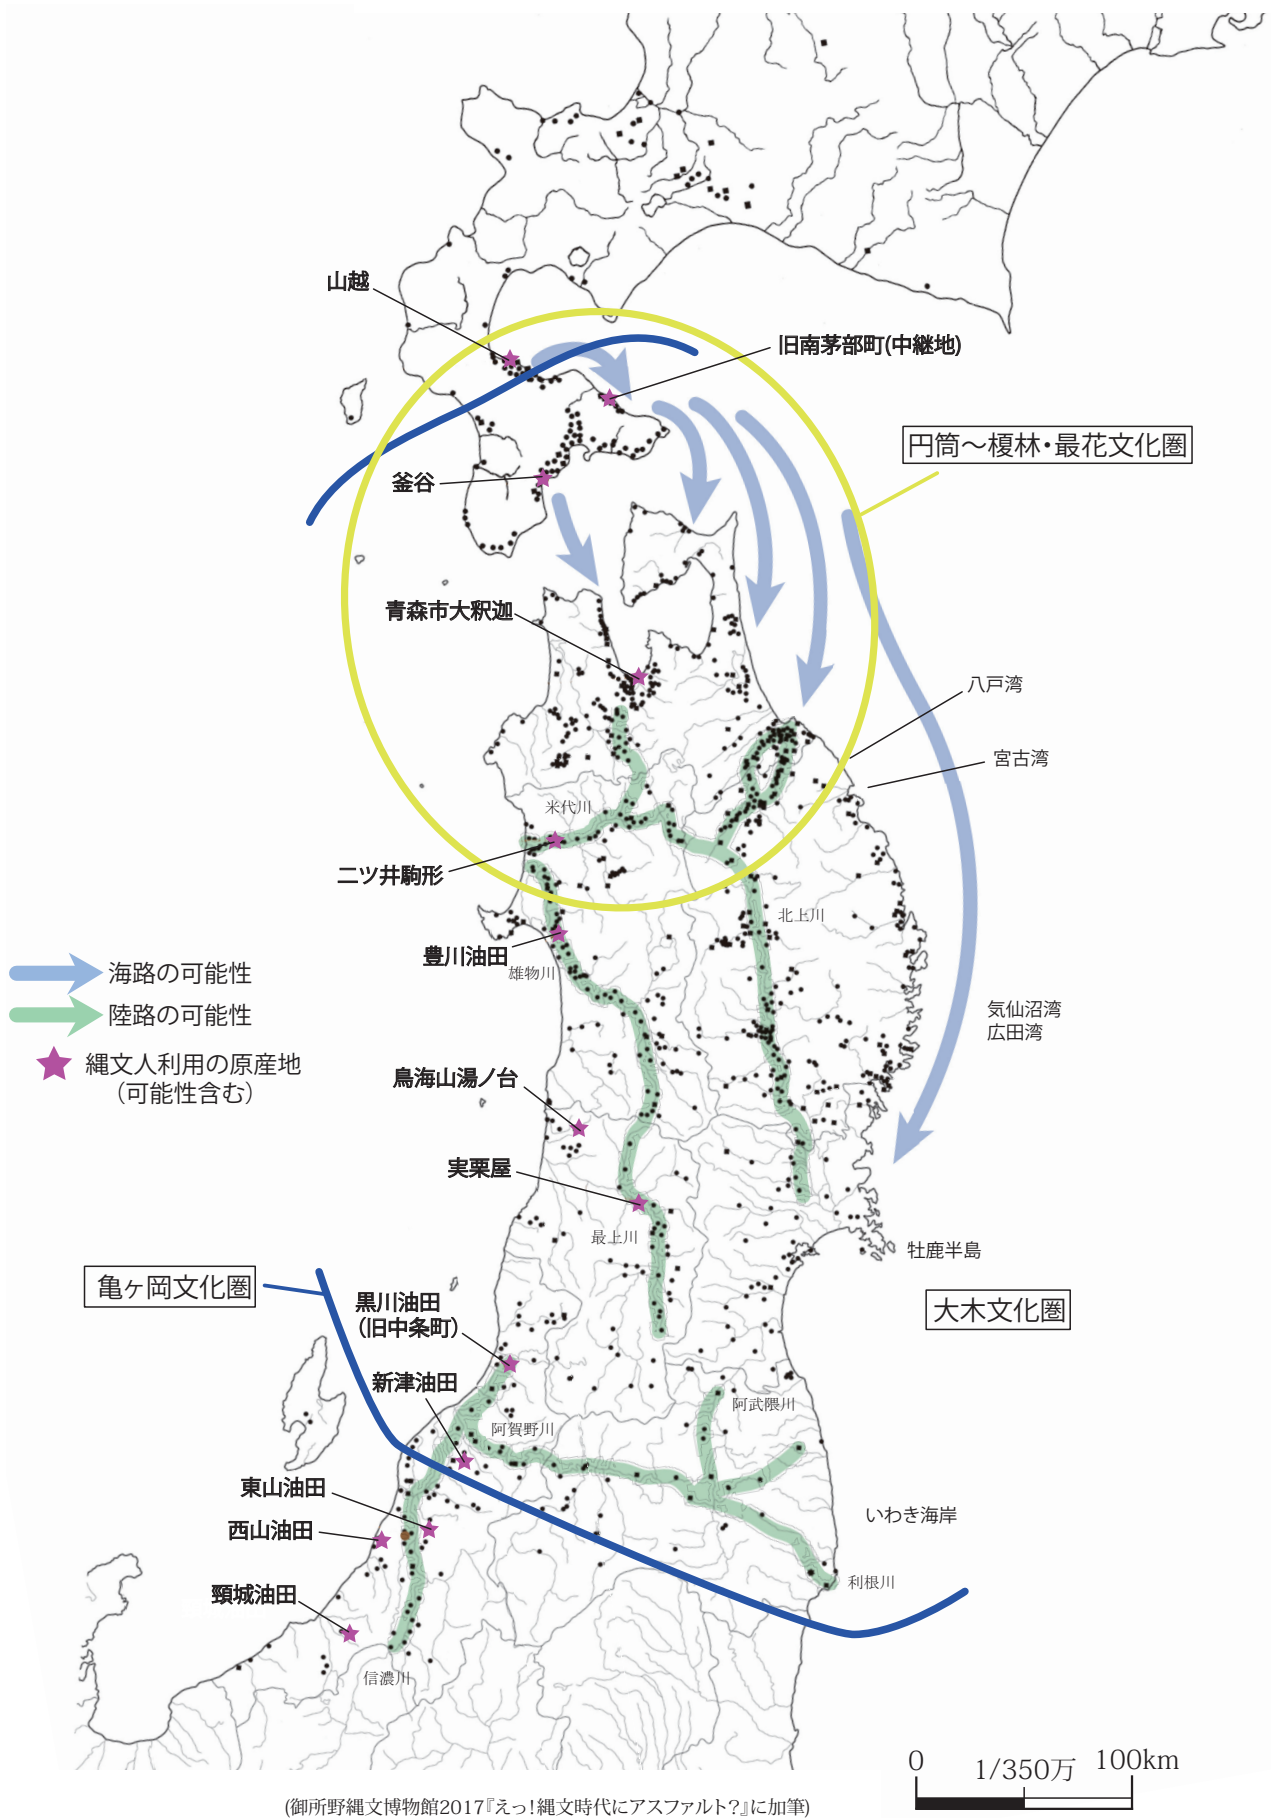 山越
旧南茅部町(中継地)
円筒～榎林・最花文化圏
釜谷
青森市大釈迦
八戸湾
宮古湾
米代川
二ツ井駒形
北上川
豊川油田
雄物川
海路の可能性
陸路の可能性
縄文人利用の原産地
(可能性含む)
気仙沼湾
広田湾
鳥海山湯ノ台
実栗屋
最上川
牡鹿半島
亀ヶ岡文化圏
大木文化圏
黒川油田
(旧中条町)
新津油田
阿武隈川
阿賀野川
東山油田
西山油田
いわき海岸
利根川
頸城油田
信濃川
0 1/350万 100km
(御所野縄文博物館2017『えっ!縄文時代にアスファルト?』に加筆)